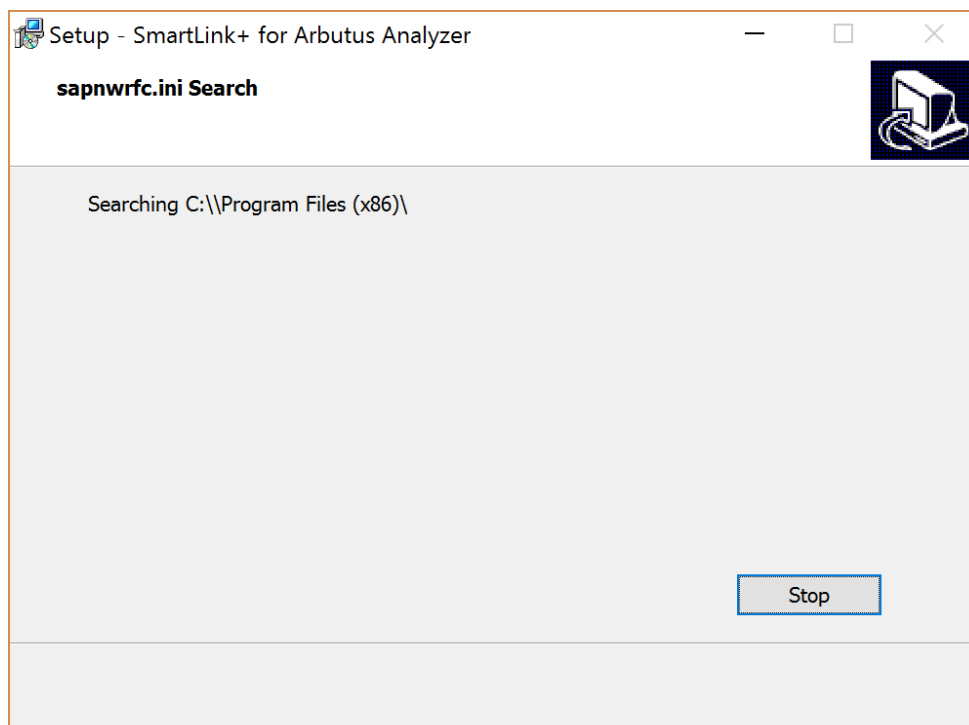 Setup - SmartLink+ for Arbutus Analyzer
sapnwrfc.ini Search
Searching C:\\Program Files (x86)\
Stop